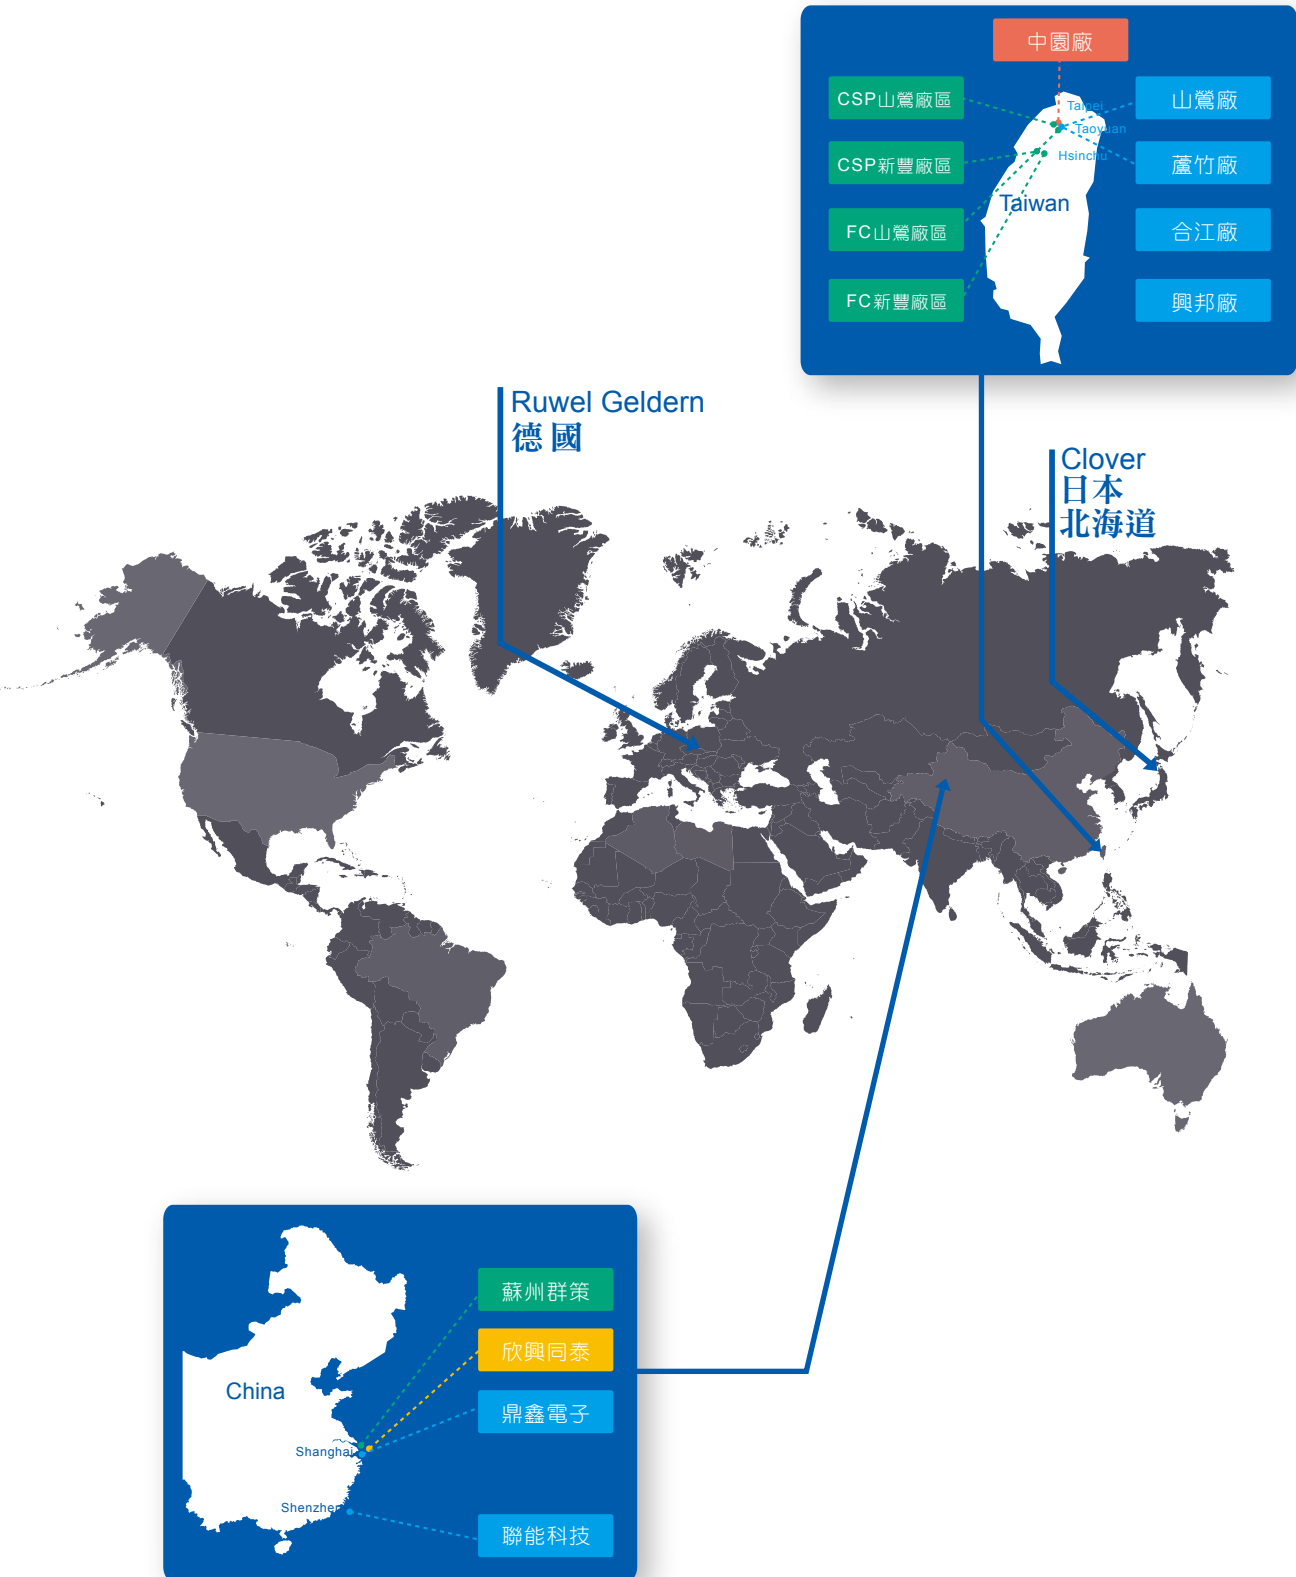 中園廠
CSP山鶯廠區
山鶯廠
Taipei
Taoyuan
CSP新豐廠區
Hsinchu
蘆竹廠
Taiwan
FC山鶯廠區
合江廠
FC新豐廠區
興邦廠
Ruwel Geldern
德國
Clover
日本
北海道
蘇州群策
欣興同泰
China
鼎鑫電子
Shanghai
Shenzhen
聯能科技